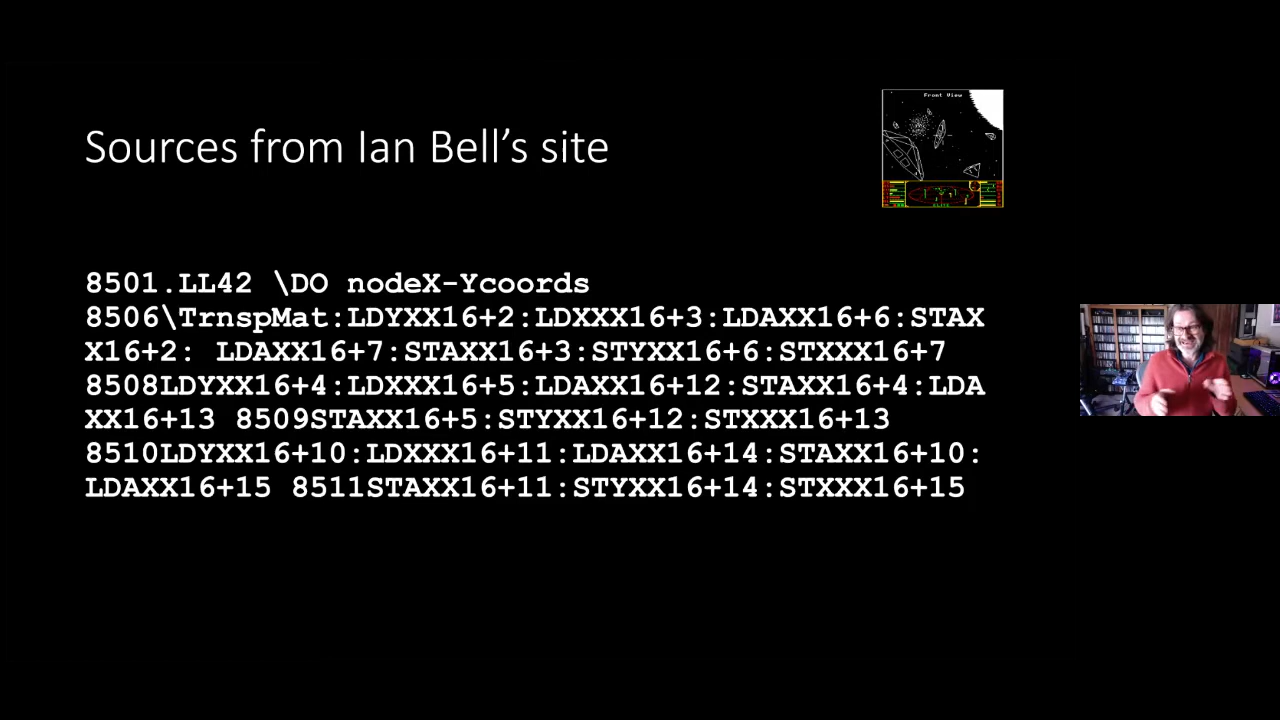 Front View
Sources from Ian Bell’s site
8501.LL42 \DO nodeX-Ycoords
8506\TrnspMat:LDYXX16+2:LDXXX16+3:LDAXX16+6:STAX
X16+2: LDAXX16+7:STAXX16+3:STYXX16+6:STXXX16+7
8508LDYXX16+4:LDXXX16+5:LDAXX16+12:STAXX16+4:LDA
XX16+13 8509STAXX16+5:STYXX16+12:STXXX16+13
8510LDYXX16+10:LDXXX16+11:LDAXX16+14:STAXX16+10:
LDAXX16+15 8511STAXX16+11:STYXX16+14:STXXX16+15
ELITE